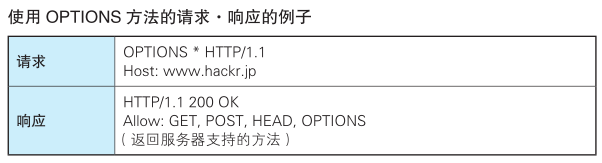 使用 OPTIONS 方法的请求·响应的例子
请求
OPTIONS * HTTP/1.1
Host: www.hackr.jp
响应
HTTP/1.1 200 OK
Allow: GET, POST, HEAD, OPTIONS
（返回服务器支持的方法）